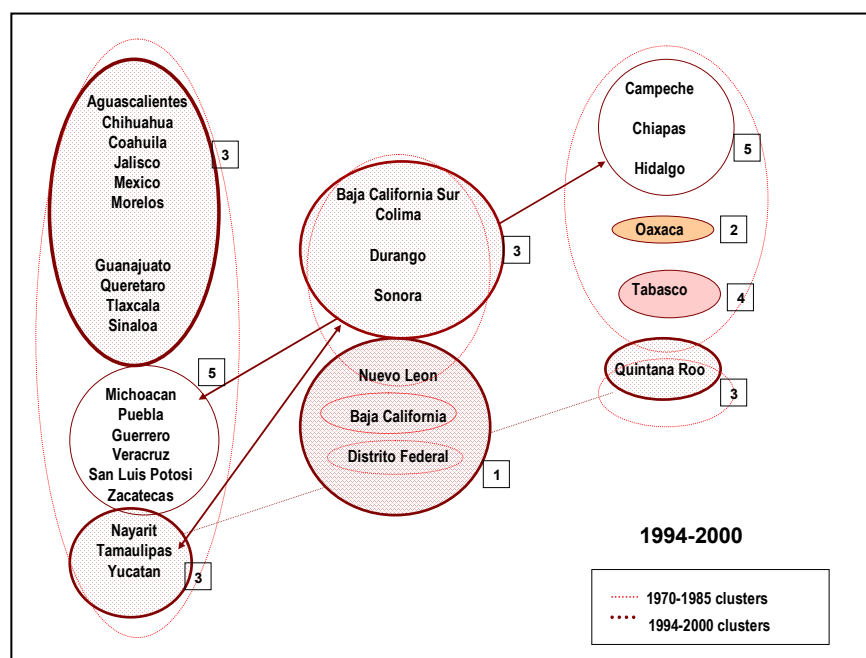 Aguascalientes
Chihuahua
Coahuila
Jalisco
Mexico
Morelos
Guanajuato
Queretaro
Tlaxcala
Sinaloa
3
5
Michoacan
Puebla
Guerrero
Veracruz
San Luis Potosi
Zacatecas
Nayarit
Tamaulipas
Yucatan
3
Baja California Sur
Colima
Durango
Sonora
3
Nuevo Leon
Baja California
Distrito Federal
1
Campeche
Chiapas
Hidalgo
5
Oaxaca
2
Tabasco
4
Quintana Roo
3
1994-2000
1970-1985 clusters
1994-2000 clusters